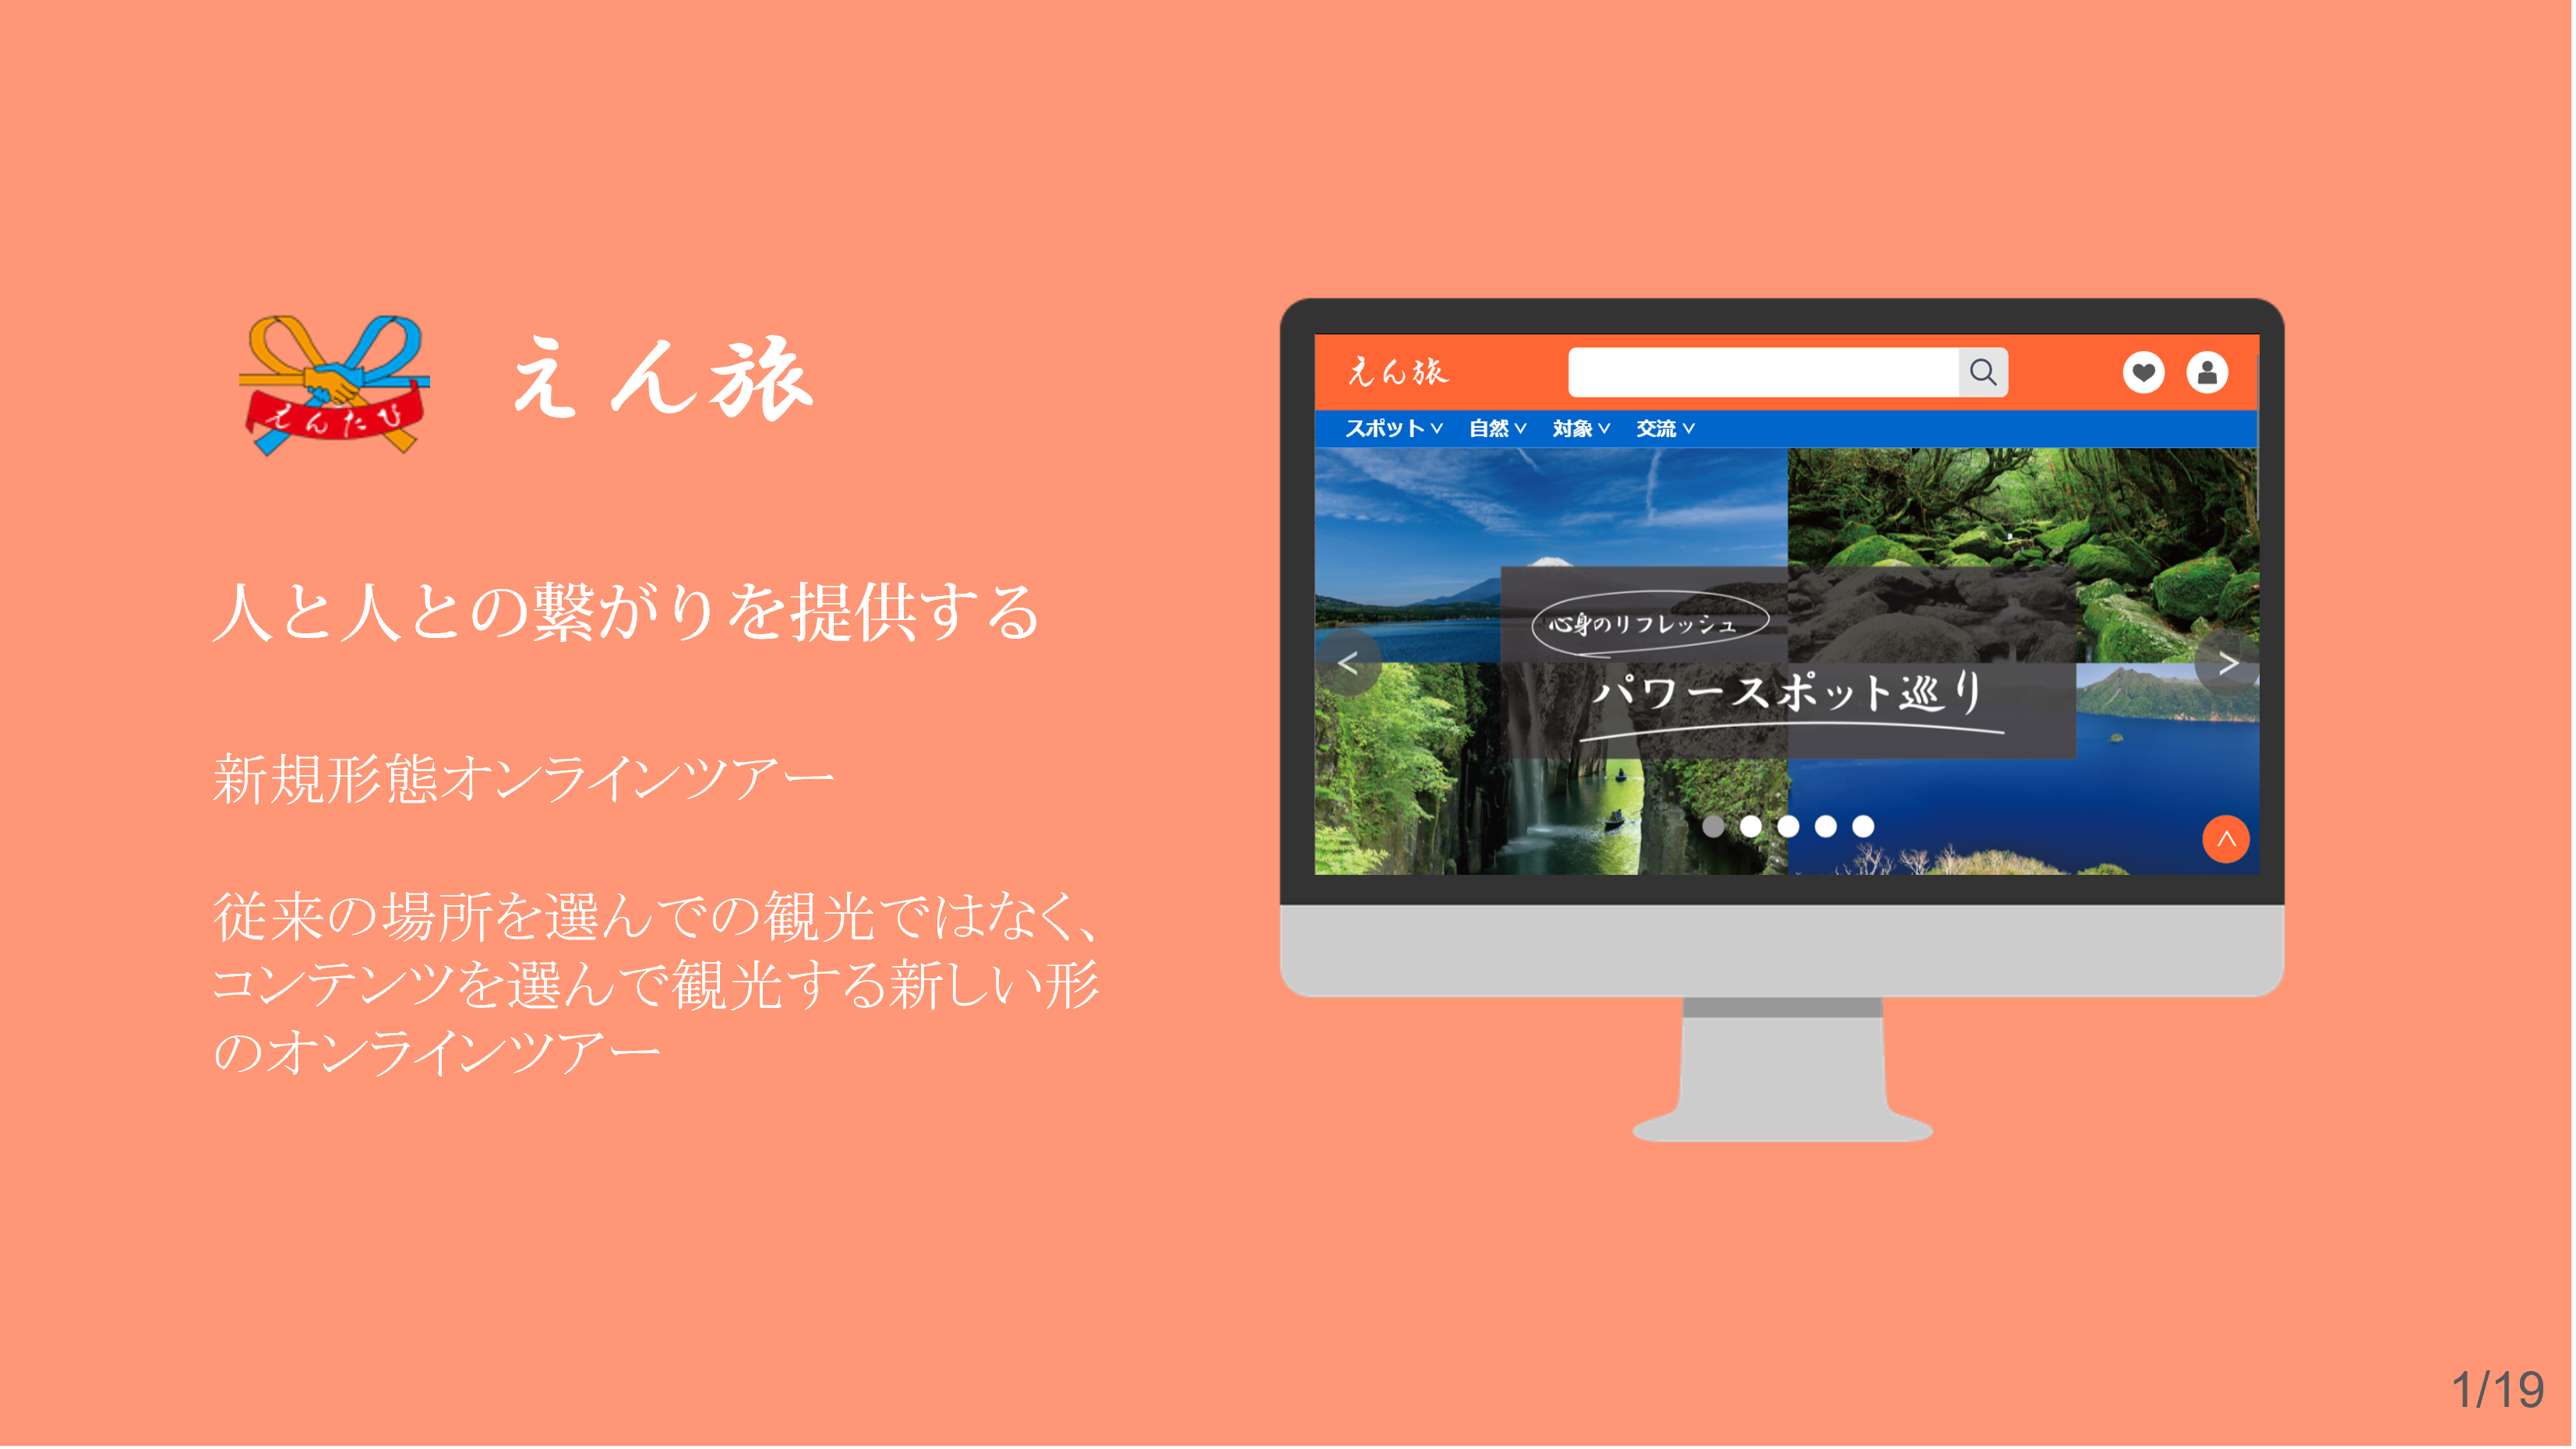 えんたび
えん旅
人と人との繋がりを提供する
新規形態オンラインツアー
従来の場所を選んでの観光ではなく、
コンテンツを選んで観光する新しい形
のオンラインツアー
えん旅
スポット 自然 対象 交流
心身のリフレッシュ
パワースポット巡り
1/19